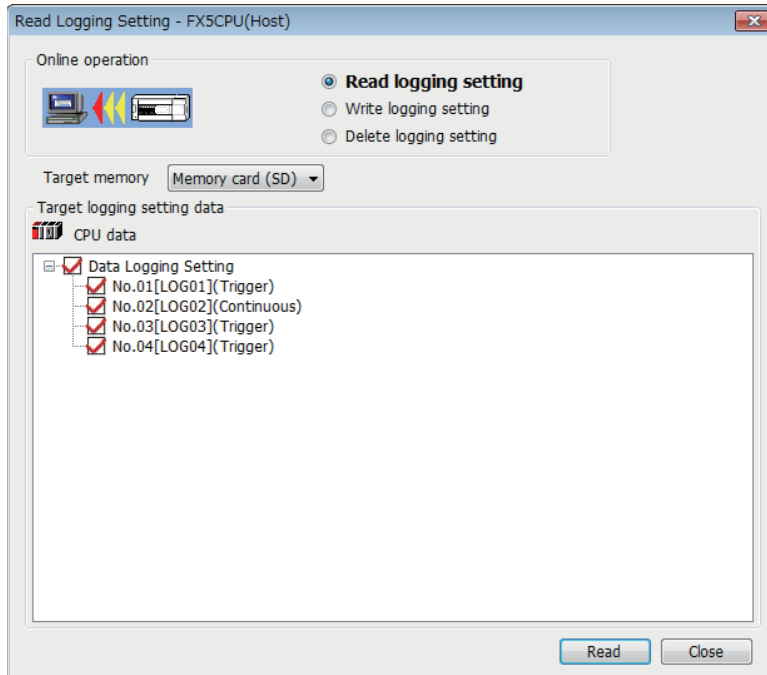 Read Logging Setting - FX5CPU(Host)
Online operation
Read logging setting
Write logging setting
Delete logging setting
Target memory Memory card (SD)
Target logging setting data
CPU data
Data Logging Setting
No.01[LOG01](Trigger)
No.02[LOG02](Continuous)
No.03[LOG03](Trigger)
No.04[LOG04](Trigger)
Read Close